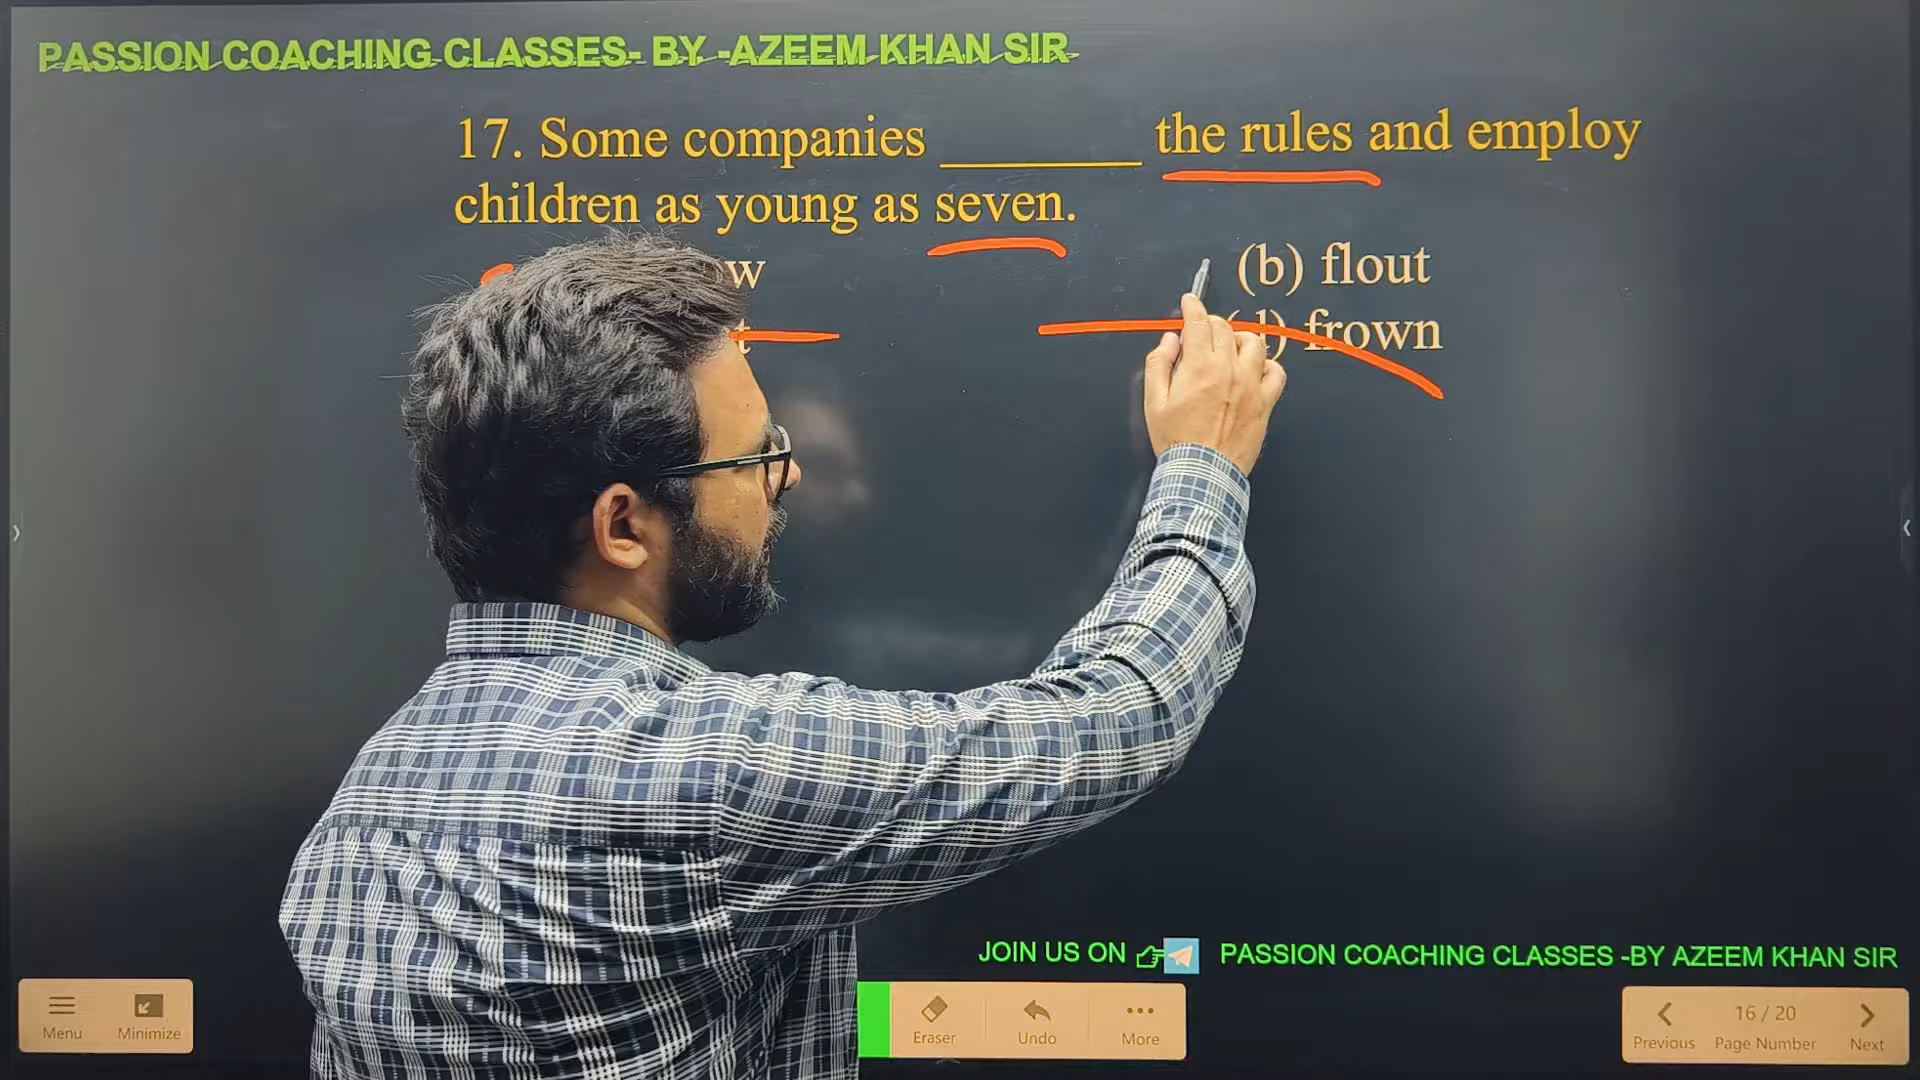 PASSION COACHING CLASSES- BY -AZEEM KHAN SIR
17. Some companies ________ the rules and employ
children as young as seven.
(b) flout
(d) frown
JOIN US ON PASSION COACHING CLASSES -BY AZEEM KHAN SIR
Menu Minimize Eraser Undo More Previous 16 / 20 Page Number Next